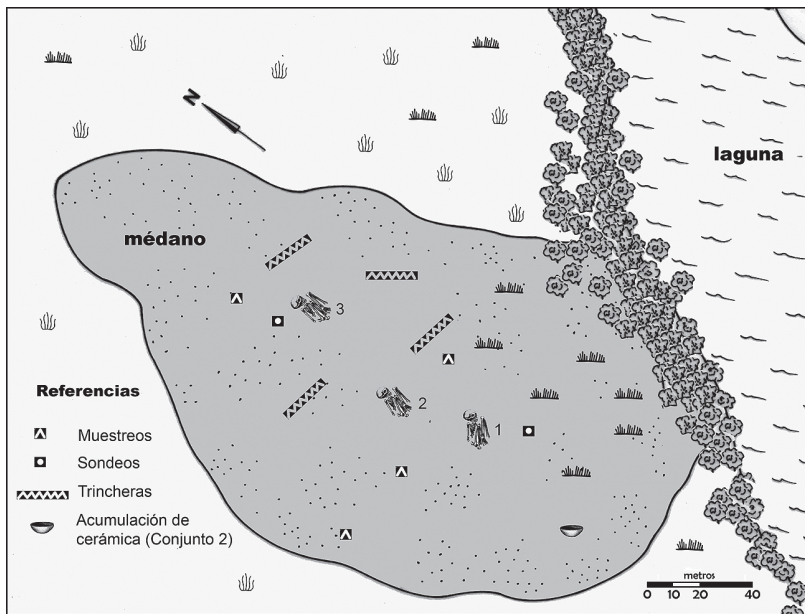 N
laguna
médano
3
2
1
Referencias
Muestreos
Sondeos
Trincheras
Acumulación de
cerámica (Conjunto 2)
metros
0 10 20 40